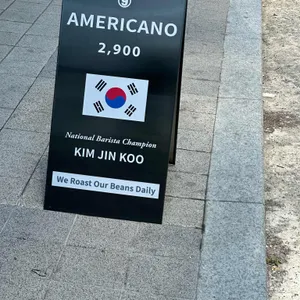 AMERICANO
2,900
National Barista Champion
KIM JIN KOO
We Roast Our Beans Daily